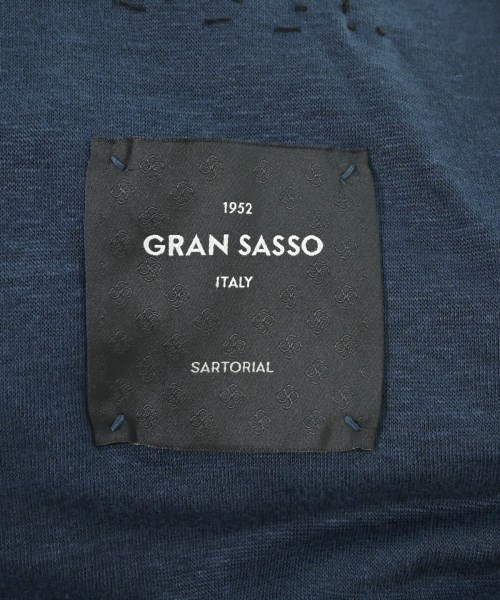 1952
GRAN SASSO
ITALY
SARTORIAL